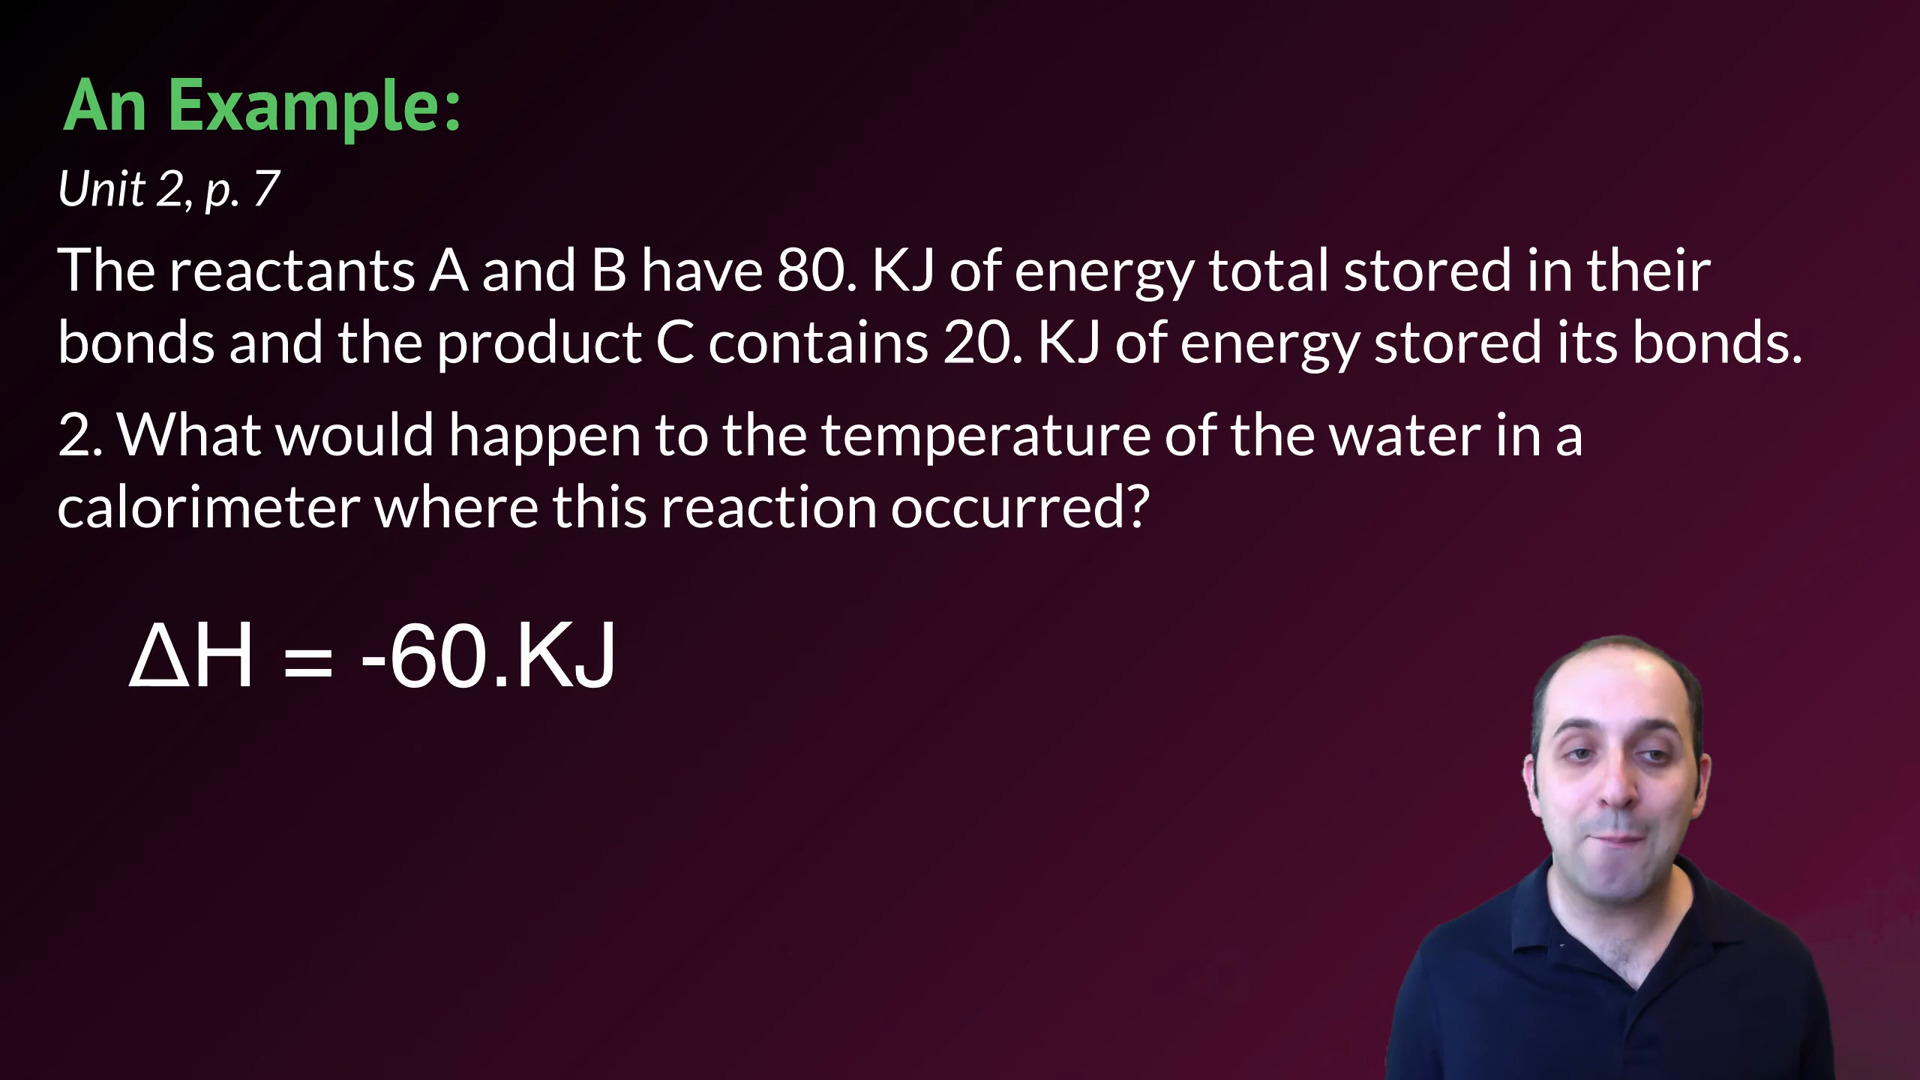 An Example:
Unit 2, p. 7
The reactants A and B have 80. KJ of energy total stored in their
bonds and the product C contains 20. KJ of energy stored its bonds.
2. What would happen to the temperature of the water in a
calorimeter where this reaction occurred?
ΔH = -60.KJ